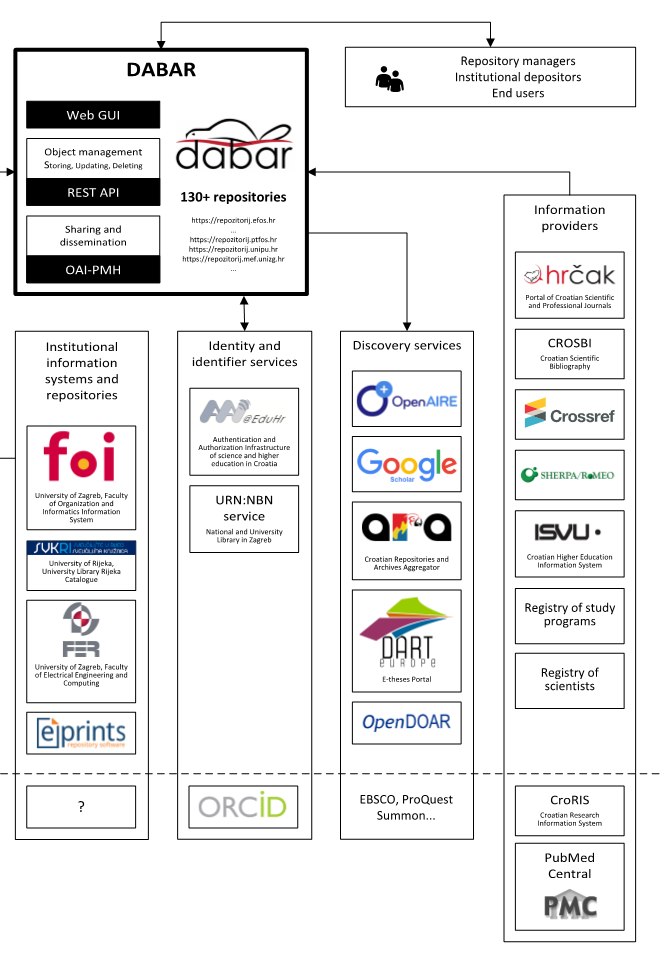 DABAR
Web GUI
Object management
Storing, Updating, Deleting
REST API
Sharing and
dissemination
OAI-PMH
dabar
130+ repositories
https://repozitorij.efos.hr
...
https://repozitorij.ptfos.hr
https://repozitorij.unipu.hr
https://repozitorij.mef.unizg.hr
...
Repository managers
Institutional depositors
End users
Institutional
information
systems and
repositories
foi
University of Zagreb, Faculty
of Organization and
Informatics Information
System
SVKRI
University of Rijeka,
University Library Rijeka
Catalogue
FER
University of Zagreb, Faculty
of Electrical Engineering and
Computing
e]prints
repository software
?
Identity and
identifier services
AAI@EduHr
Authentication and
Authorization Infrastructure
of science and higher
education in Croatia
URN:NBN
service
National and University
Library in Zagreb
ORCID
Discovery services
OpenAIRE
Google
Scholar
ara
Croatian Repositories and
Archives Aggregator
DART
europe
E-theses Portal
OpenDOAR
EBSCO, ProQuest
Summon...
Information
providers
hrčak
Portal of Croatian Scientific
and Professional Journals
CROSBI
Croatian Scientific
Bibliography
Crossref
SHERPA/RoMEO
ISVU
Croatian Higher Education
Information System
Registry of study
programs
Registry of
scientists
CroRIS
Croatian Research
Information System
PubMed
Central
PMC